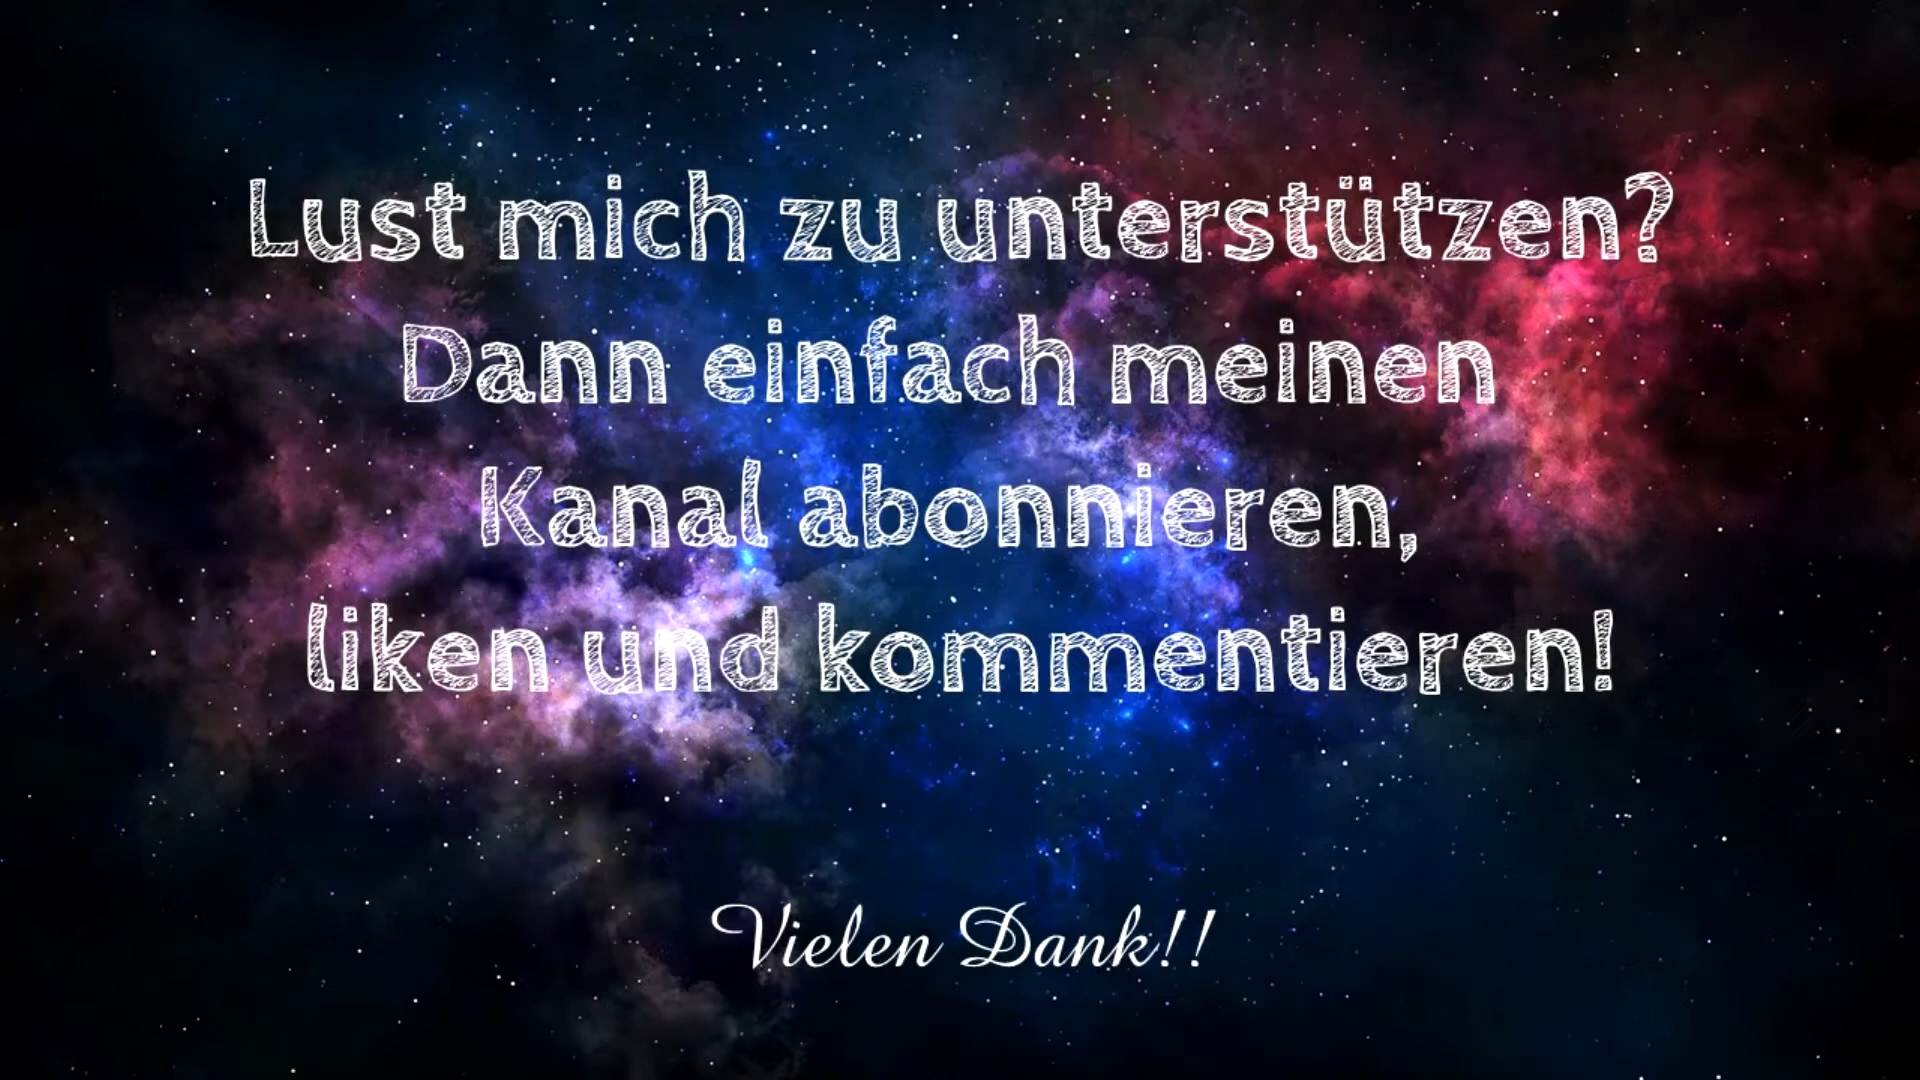 Lust mich zu unterstützen?
Dann einfach meinen
Kanal abonnieren,
liken und kommentieren!
Vielen Dank!!